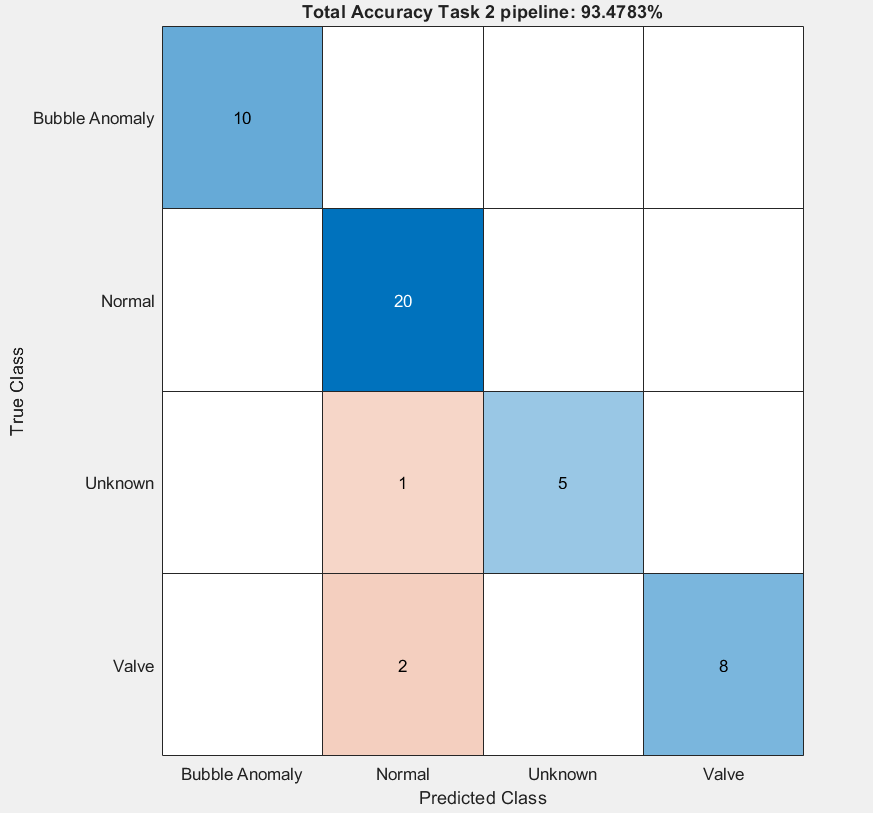 Total Accuracy Task 2 pipeline: 93.4783%
Bubble Anomaly
10
Normal
20
True Class
Unknown
1
5
Valve
2
8
Bubble Anomaly
Normal
Unknown
Valve
Predicted Class